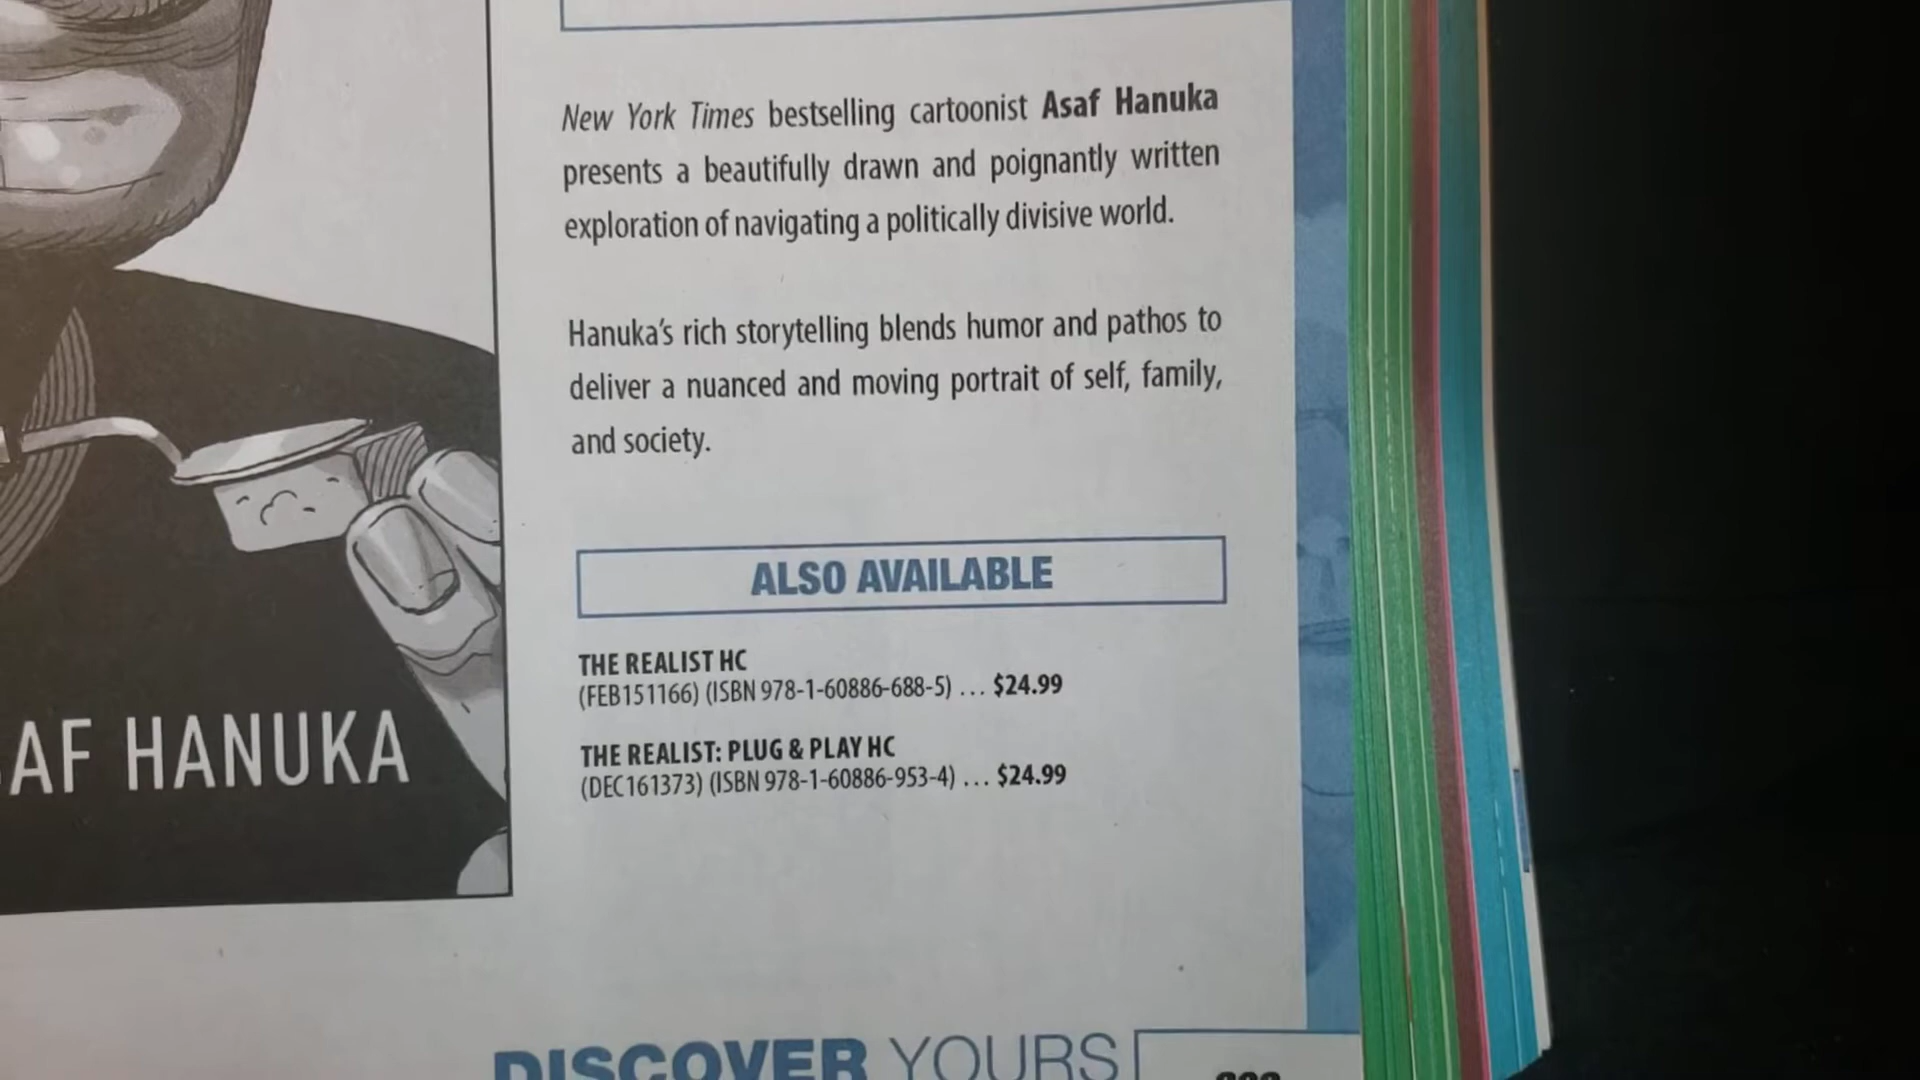 New York Times bestselling cartoonist Asaf Hanuka
presents a beautifully drawn and poignantly written
exploration of navigating a politically divisive world.
Hanuka's rich storytelling blends humor and pathos to
deliver a nuanced and moving portrait of self, family,
and society.
ALSO AVAILABLE
THE REALIST HC
(FEB151166) (ISBN 978-1-60886-688-5) ... $24.99
THE REALIST: PLUG & PLAY HC
(DEC161373) (ISBN 978-1-60886-953-4) ... $24.99
AF HANUKA
DISCOVER YOURS